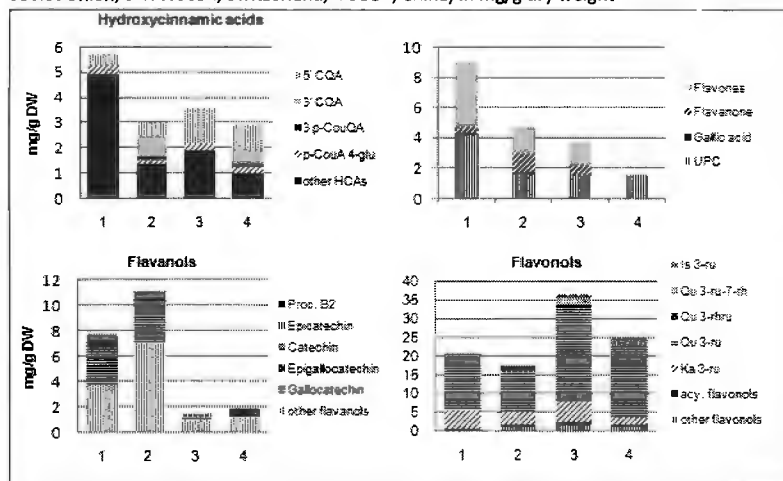 Hydroxycinnamic acids
mg/g DW
6
5
4
3
2
1
0
1 2 3 4
5' CQA
3' CQA
3 p-CouQA
p-CouA 4-glu
other HCAs
10
8
6
4
2
0
1 2 3 4
Flavones
Flavanone
Gallic acid
UPC
Flavanols
mg/g DW
12
10
8
6
4
2
0
1 2 3 4
Proc. B2
Epicatechin
Catechin
Epigallocatechin
Gallocatechin
other flavanols
Flavonols
40
35
30
25
20
15
10
5
0
1 2 3 4
Is 3-ru
Qu 3-ru-7-rh
Qu 3-rhru
Qu 3-ru
Ka 3-ru
acy. flavonols
other flavonols